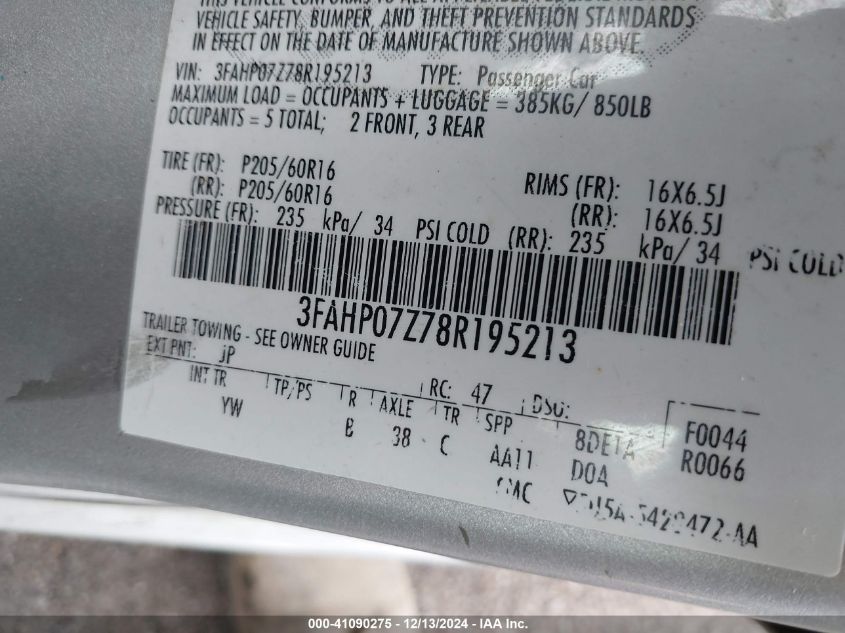 VEHICLE SAFETY, BUMPER, AND THEFT PREVENTION STANDARDS
IN EFFECT ON THE DATE OF MANUFACTURE SHOWN ABOVE.
VIN: 3FAHP07Z78R195213 TYPE: Passenger Car
MAXIMUM LOAD = OCCUPANTS + LUGGAGE = 385KG/ 850LB
OCCUPANTS = 5 TOTAL; 2 FRONT, 3 REAR
TIRE (FR): P205/60R16 RIMS (FR): 16X6.5J
(RR): P205/60R16 (RR): 16X6.5J
PRESSURE (FR): 235 kPa/ 34 PSI COLD (RR): 235 kPa/ 34 PSI COLD
3FAHP07Z78R195213
TRAILER TOWING - SEE OWNER GUIDE
EXT PNT: JP RC: 47 DSO:
INT TR TP/PS R AXLE TR SPP 8DETA F0044
YW B 38 C AA11 D0A R0066
5420472-AA
000-41090275 - 12/13/2024 - IAA Inc.